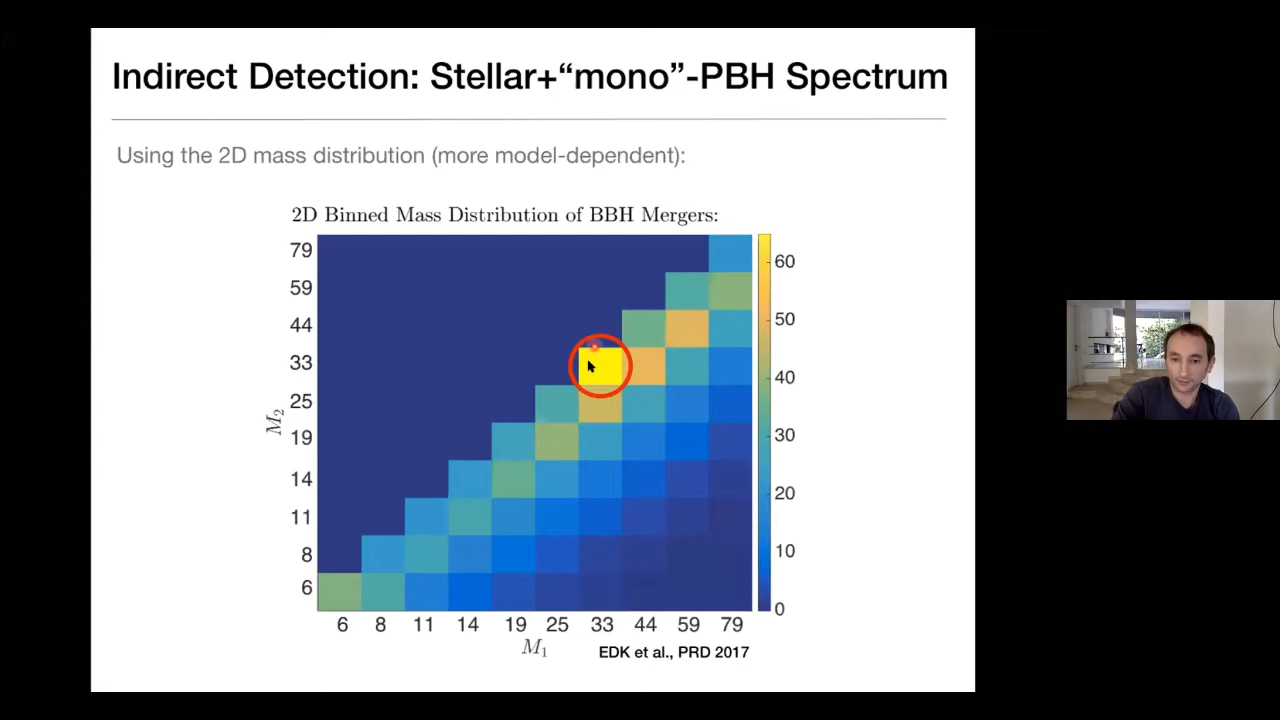 Indirect Detection: Stellar+“mono”-PBH Spectrum
Using the 2D mass distribution (more model-dependent):
2D Binned Mass Distribution of BBH Mergers:
79
59
44
33
25
19
14
11
8
6
M₂
6 8 11 14 19 25 33 44 59 79
M₁
60
50
40
30
20
10
0
EDK et al., PRD 2017